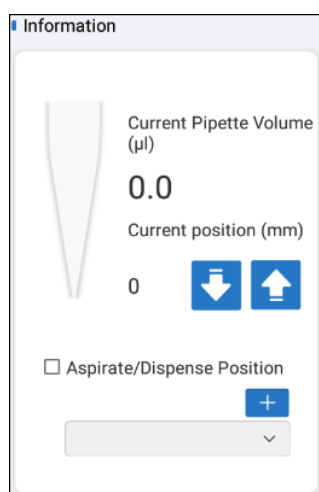 Information
Current Pipette Volume
(µl)
0.0
Current position (mm)
0
Aspirate/Dispense Position
+